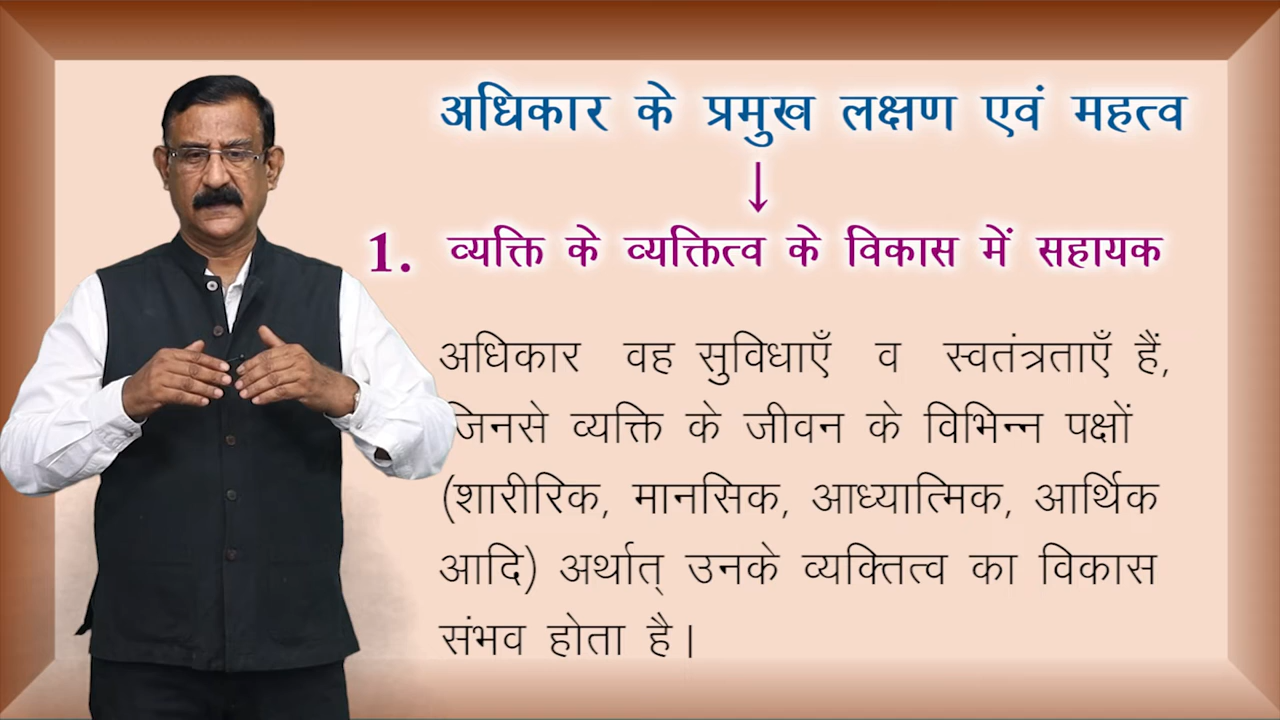 अधिकार के प्रमुख लक्षण एवं महत्व
↓
1. व्यक्ति के व्यक्तित्व के विकास में सहायक
अधिकार वह सुविधाएँ व स्वतंत्रताएँ हैं,
जिनसे व्यक्ति के जीवन के विभिन्न पक्षों
(शारीरिक, मानसिक, आध्यात्मिक, आर्थिक
आदि) अर्थात् उनके व्यक्तित्व का विकास
संभव होता है।